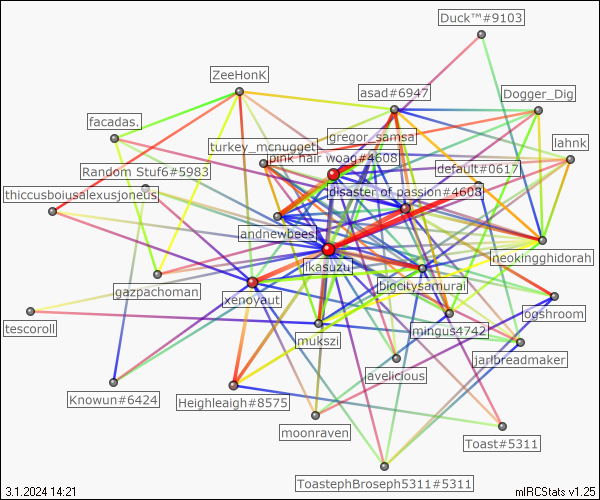 Duck™#9103
ZeeHonK
asad#6947
Dogger_Dig
facadas.
gregor_samsa
turkey_mcnugget
lahnk
pink hair woag#4608
Random Stuf6#5983
default#0617
thiccusboiusalexusjoneus
disaster of passion#4608
andnewbees
neokingghidorah
ikasuzu
bigcitysamurai
gazpachoman
xenoyaut
ogshroom
tescoroll
mukszi
mingus4742
jarlbreadmaker
avelicious
Knowun#6424
Heighleaigh#8575
moonraven
Toast#5311
ToastephBroseph5311#5311
3.1.2024 14:21
mIRCStats v1.25